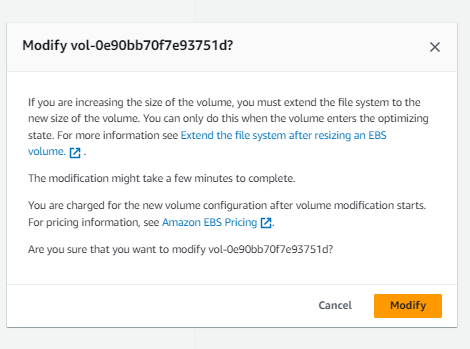 Modify vol-0e90bb70f7e93751d?
If you are increasing the size of the volume, you must extend the file system to the
new size of the volume. You can only do this when the volume enters the optimizing
state. For more information see Extend the file system after resizing an EBS
volume. .
The modification might take a few minutes to complete.
You are charged for the new volume configuration after volume modification starts.
For pricing information, see Amazon EBS Pricing .
Are you sure that you want to modify vol-0e90bb70f7e93751d?
Cancel Modify